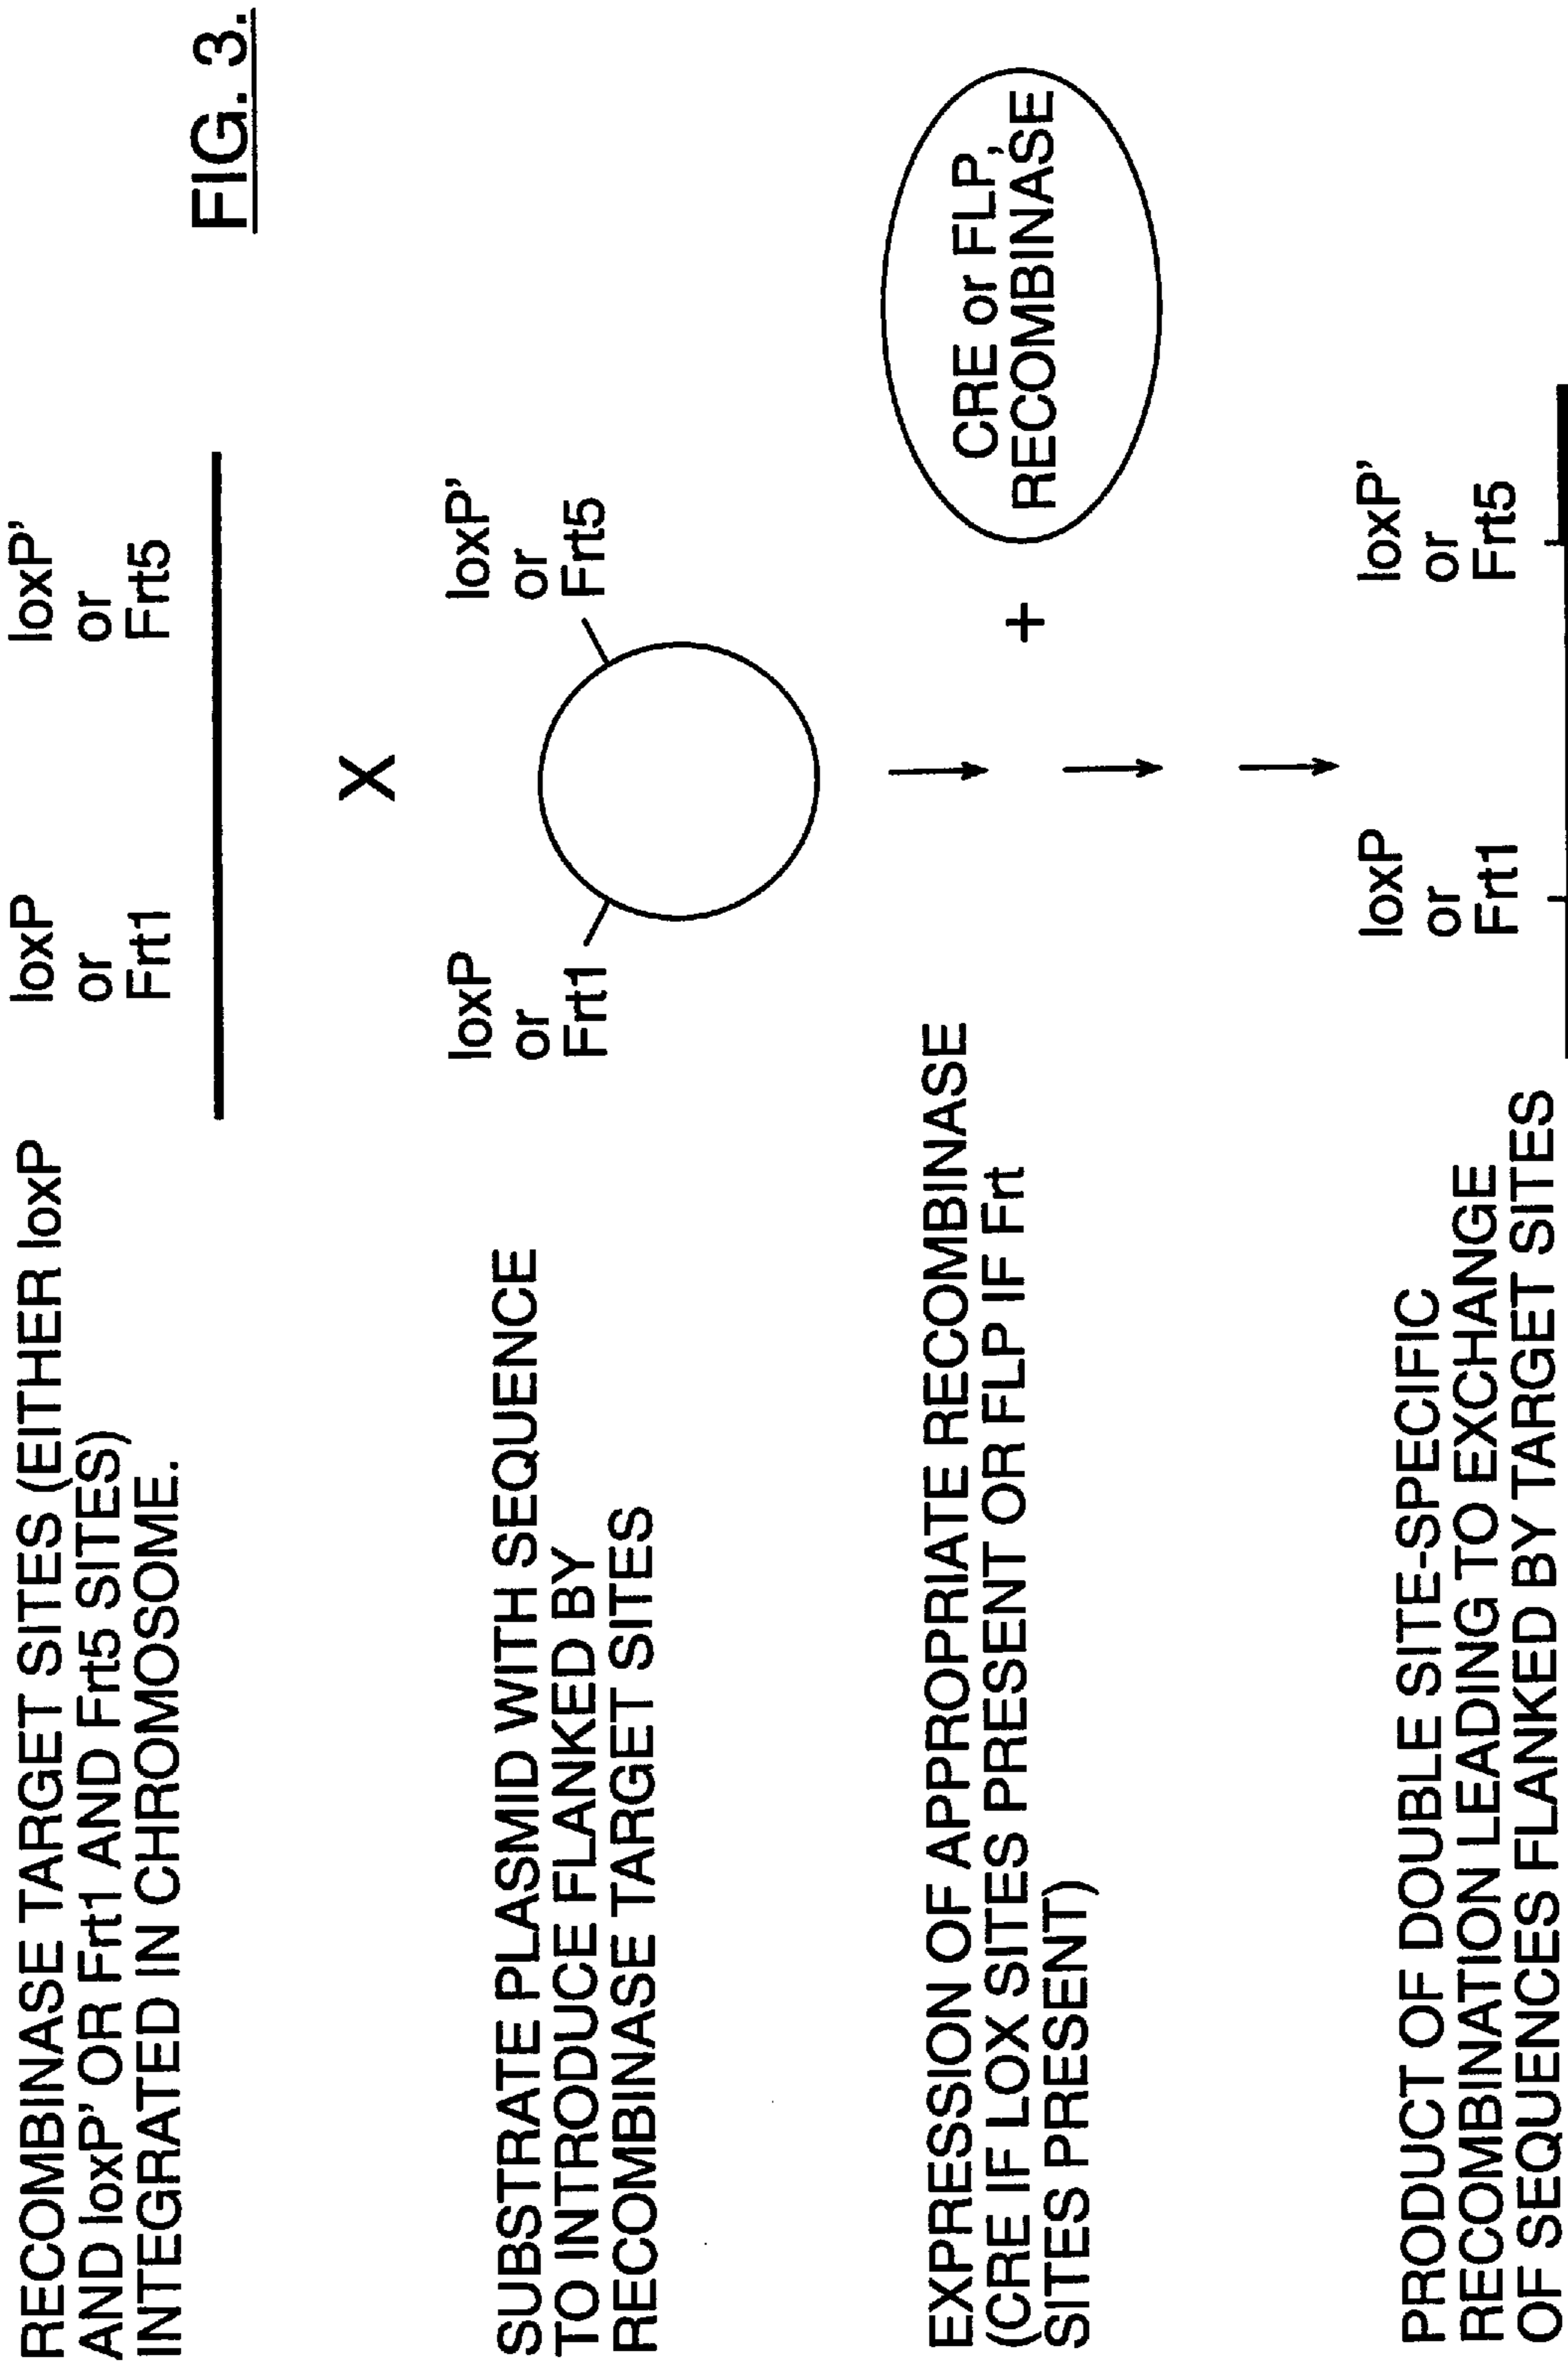 FIG. 3.
RECOMBINASE TARGET SITES (EITHER loxP
AND loxP' OR Frt1 AND Frt5 SITES)
INTEGRATED IN CHROMOSOME.
loxP
or
Frt1
loxP'
or
Frt5
X
SUBSTRATE PLASMID WITH SEQUENCE
TO INTRODUCE FLANKED BY
RECOMBINASE TARGET SITES
loxP
or
Frt1
loxP'
or
Frt5
EXPRESSION OF APPROPRIATE RECOMBINASE
(CRE IF LOX SITES PRESENT OR FLP IF Frt
SITES PRESENT)
+
CRE or FLP,
RECOMBINASE
PRODUCT OF DOUBLE SITE-SPECIFIC
RECOMBINATION LEADING TO EXCHANGE
OF SEQUENCES FLANKED BY TARGET SITES
loxP
or
Frt1
loxP'
or
Frt5